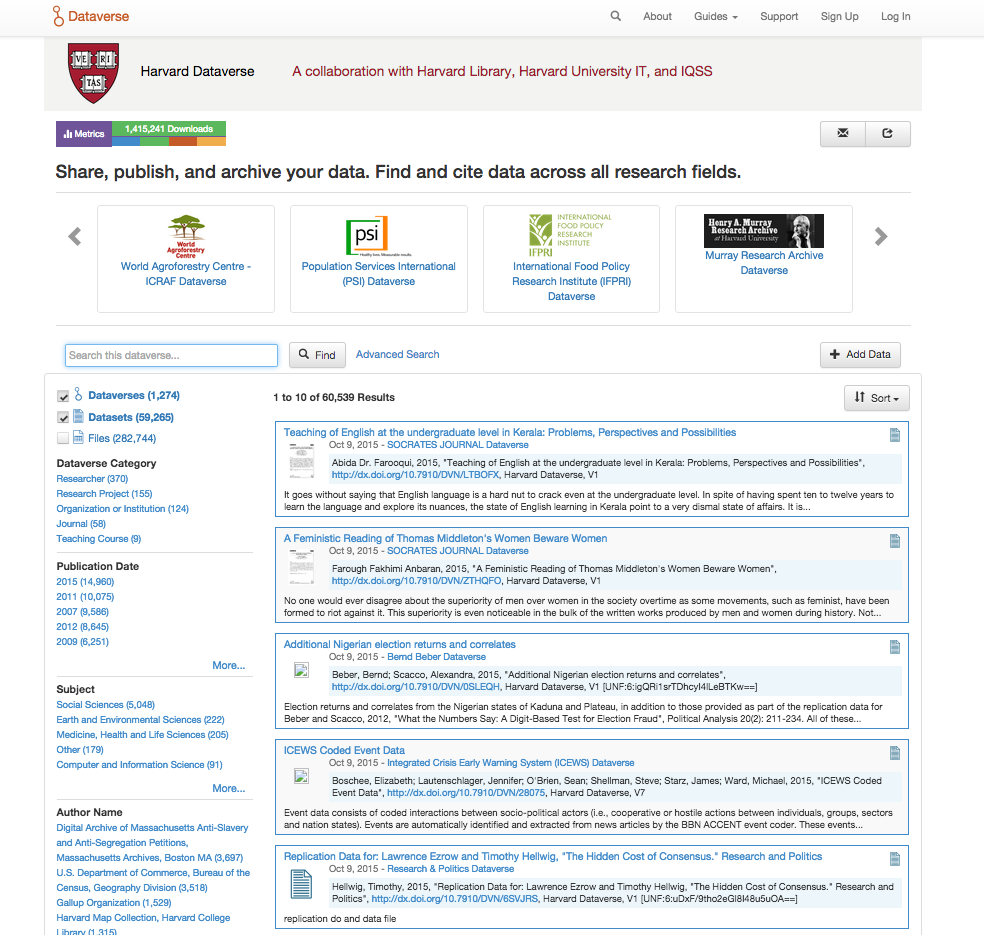 Dataverse
About
Guides
Support
Sign Up
Log In
VE RI
TAS
Harvard Dataverse
A collaboration with Harvard Library, Harvard University IT, and IQSS
Metrics
1,415,241 Downloads
Share, publish, and archive your data. Find and cite data across all research fields.
World
Agroforestry
Centre
World Agroforestry Centre -
ICRAF Dataverse
psi
Healthy lives. Measurable results.
Population Services International
(PSI) Dataverse
INTERNATIONAL
FOOD POLICY
RESEARCH
INSTITUTE
IFPRI
International Food Policy
Research Institute (IFPRI)
Dataverse
Henry A. Murray
Research Archive
at Harvard University
Murray Research Archive
Dataverse
Search this dataverse...
Find
Advanced Search
Add Data
Dataverses (1,274)
Datasets (59,265)
Files (282,744)
Dataverse Category
Researcher (370)
Research Project (155)
Organization or Institution (124)
Journal (58)
Teaching Course (9)
Publication Date
2015 (14,960)
2011 (10,075)
2007 (9,586)
2012 (8,645)
2009 (6,251)
More...
Subject
Social Sciences (5,048)
Earth and Environmental Sciences (222)
Medicine, Health and Life Sciences (205)
Other (179)
Computer and Information Science (91)
More...
Author Name
Digital Archive of Massachusetts Anti-Slavery
and Anti-Segregation Petitions,
Massachusetts Archives, Boston MA (3,697)
U.S. Department of Commerce, Bureau of the
Census, Geography Division (3,518)
Gallup Organization (1,529)
Harvard Map Collection, Harvard College
Library (1,315)
1 to 10 of 60,539 Results
Sort
Teaching of English at the undergraduate level in Kerala: Problems, Perspectives and Possibilities
Oct 9, 2015 - SOCRATES JOURNAL Dataverse
Abida Dr. Farooqui, 2015, "Teaching of English at the undergraduate level in Kerala: Problems, Perspectives and Possibilities",
http://dx.doi.org/10.7910/DVN/LTBOFX, Harvard Dataverse, V1
It goes without saying that English language is a hard nut to crack even at the undergraduate level. In spite of having spent ten to twelve years to
learn the language and explore its nuances, the state of English learning in Kerala point to a very dismal state of affairs. It is...
A Feministic Reading of Thomas Middleton's Women Beware Women
Oct 9, 2015 - SOCRATES JOURNAL Dataverse
Farough Fakhimi Anbaran, 2015, "A Feministic Reading of Thomas Middleton's Women Beware Women",
http://dx.doi.org/10.7910/DVN/ZTHQFO, Harvard Dataverse, V1
No one would ever disagree about the superiority of men over women in the society overtime as some movements, such as feminist, have been
formed to riot against it. This superiority is even noticeable in the bulk of the written works produced by men and women during history. Not...
Additional Nigerian election returns and correlates
Oct 9, 2015 - Bernd Beber Dataverse
Beber, Bernd; Scacco, Alexandra, 2015, "Additional Nigerian election returns and correlates",
http://dx.doi.org/10.7910/DVN/0SLEQH, Harvard Dataverse, V1 [UNF:6:igQRi1srTDhcyI4lLeBTKw==]
Election returns and correlates from the Nigerian states of Kaduna and Plateau, in addition to those provided as part of the replication data for
Beber and Scacco, 2012, "What the Numbers Say: A Digit-Based Test for Election Fraud", Political Analysis 20(2): 211-234. All of these...
ICEWS Coded Event Data
Oct 9, 2015 - Integrated Crisis Early Warning System (ICEWS) Dataverse
Boschee, Elizabeth; Lautenschlager, Jennifer; O'Brien, Sean; Shellman, Steve; Starz, James; Ward, Michael, 2015, "ICEWS Coded
Event Data", http://dx.doi.org/10.7910/DVN/28075, Harvard Dataverse, V7
Event data consists of coded interactions between socio-political actors (i.e., cooperative or hostile actions between individuals, groups, sectors
and nation states). Events are automatically identified and extracted from news articles by the BBN ACCENT event coder. These events...
Replication Data for: Lawrence Ezrow and Timothy Hellwig, "The Hidden Cost of Consensus." Research and Politics
Oct 9, 2015 - Research & Politics Dataverse
Hellwig, Timothy, 2015, "Replication Data for: Lawrence Ezrow and Timothy Hellwig, "The Hidden Cost of Consensus." Research and
Politics", http://dx.doi.org/10.7910/DVN/6SVJRS, Harvard Dataverse, V1 [UNF:6:uDxF/9thc2eGl8I48u5uOA==]
replication do and data file